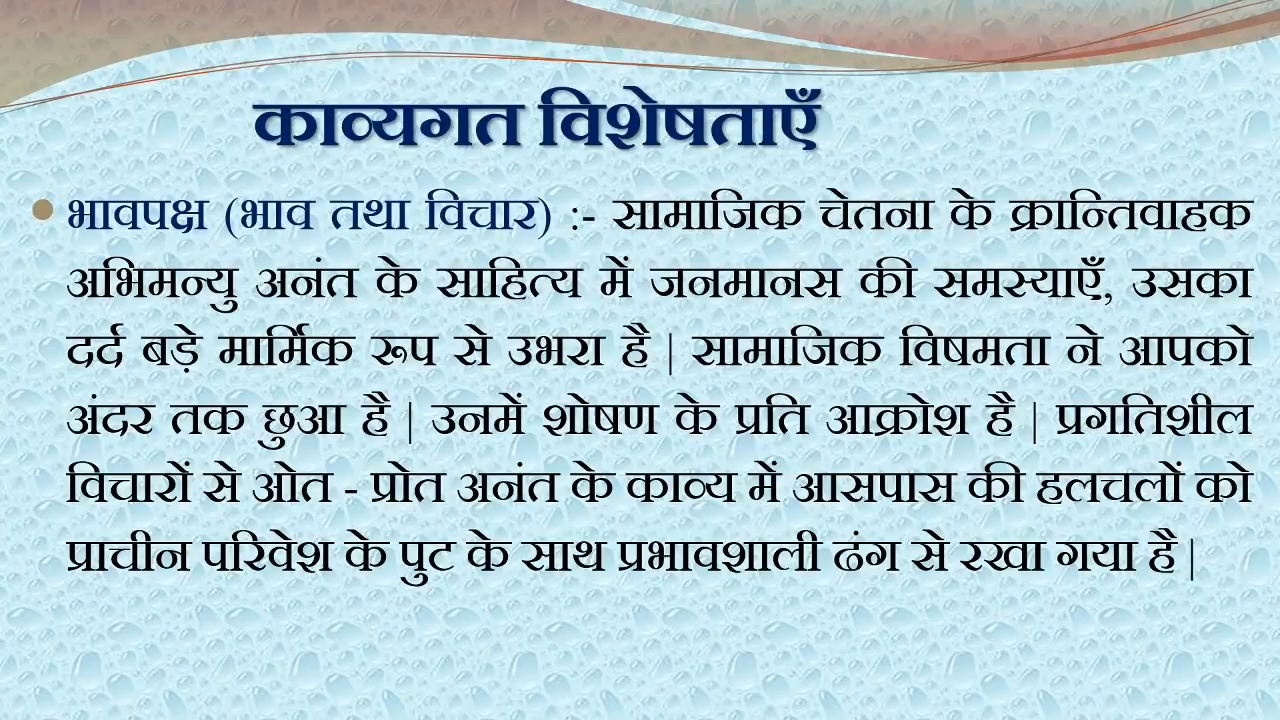 काव्यगत विशेषताएँ
भावपक्ष (भाव तथा विचार) :- सामाजिक चेतना के क्रान्तिवाहक
अभिमन्यु अनंत के साहित्य में जनमानस की समस्याएँ, उसका
दर्द बड़े मार्मिक रूप से उभरा है | सामाजिक विषमता ने आपको
अंदर तक छुआ है | उनमें शोषण के प्रति आक्रोश है | प्रगतिशील
विचारों से ओत - प्रोत अनंत के काव्य में आसपास की हलचलों को
प्राचीन परिवेश के पुट के साथ प्रभावशाली ढंग से रखा गया है |